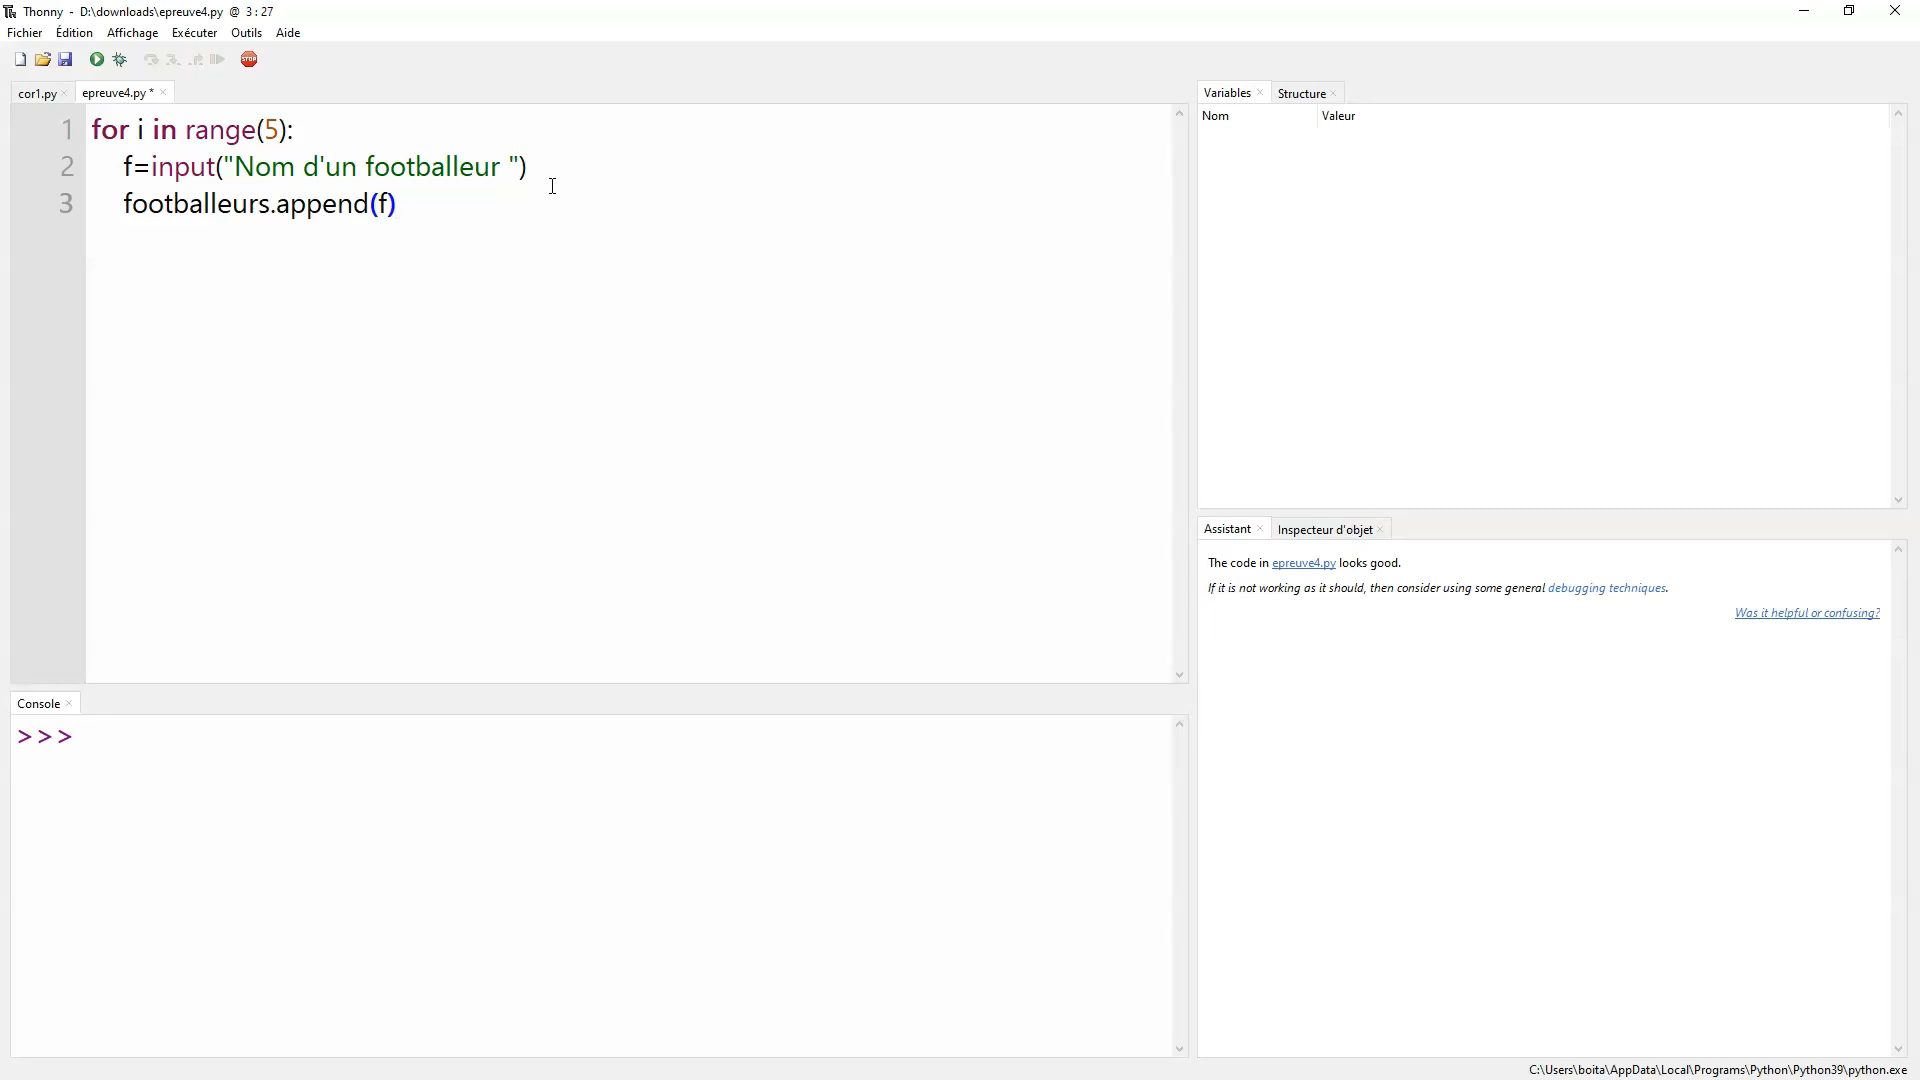 Thonny - D:\downloads\epreuve4.py @ 3:27
Fichier Édition Affichage Exécuter Outils Aide
STOP
cor1.py
epreuve4.py *
1 for i in range(5):
2 f=input("Nom d'un footballeur ")
3 footballeurs.append(f)
Console
>>>
Variables Structure
Nom Valeur
Assistant Inspecteur d'objet
The code in epreuve4.py looks good.
If it is not working as it should, then consider using some general debugging techniques.
Was it helpful or confusing?
C:\Users\boita\AppData\Local\Programs\Python\Python39\python.exe